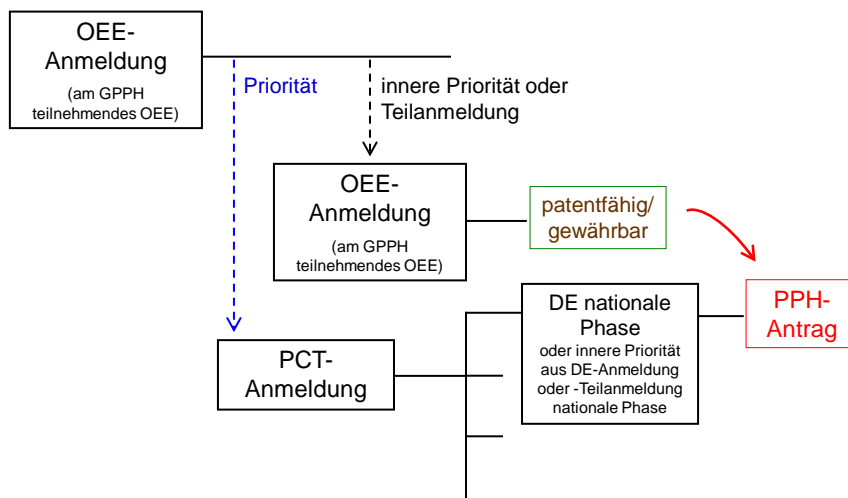 OEE-
Anmeldung
(am GPPH
teilnehmendes OEE)
Priorität
innere Priorität oder
Teilanmeldung
OEE-
Anmeldung
(am GPPH
teilnehmendes OEE)
patentfähig/
gewährbar
DE nationale
Phase
oder innere Priorität
aus DE-Anmeldung
oder -Teilanmeldung
nationale Phase
PPH-
Antrag
PCT-
Anmeldung